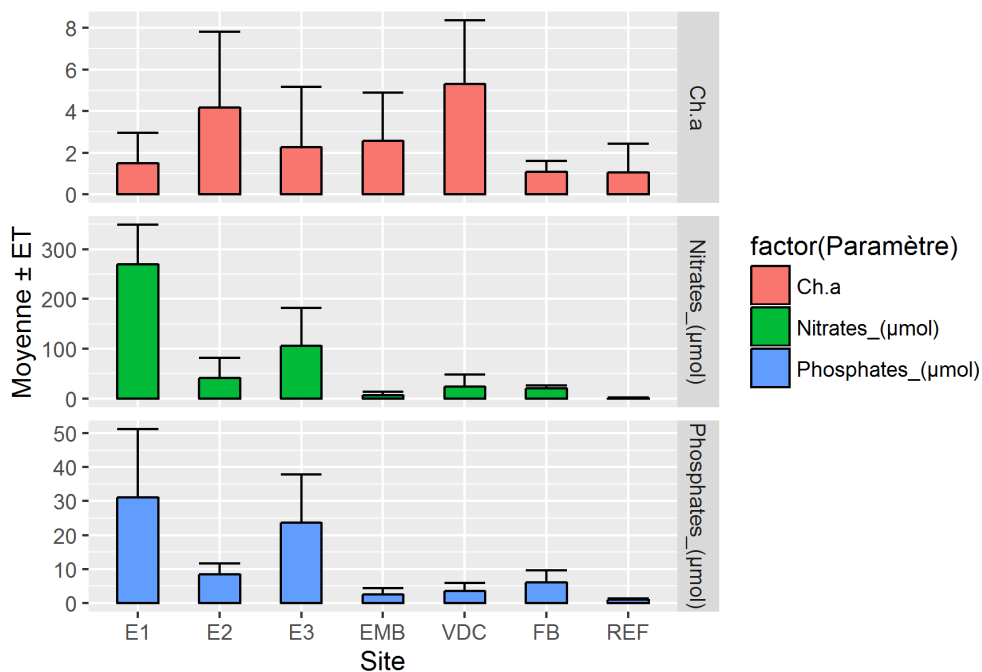 Moyenne ± ET
8
6
4
2
0
Ch.a
300
200
100
0
Nitrates_(µmol)
50
40
30
20
10
0
Phosphates_(µmol)
E1 E2 E3 EMB VDC FB REF
Site
factor(Paramètre)
Ch.a
Nitrates_(µmol)
Phosphates_(µmol)